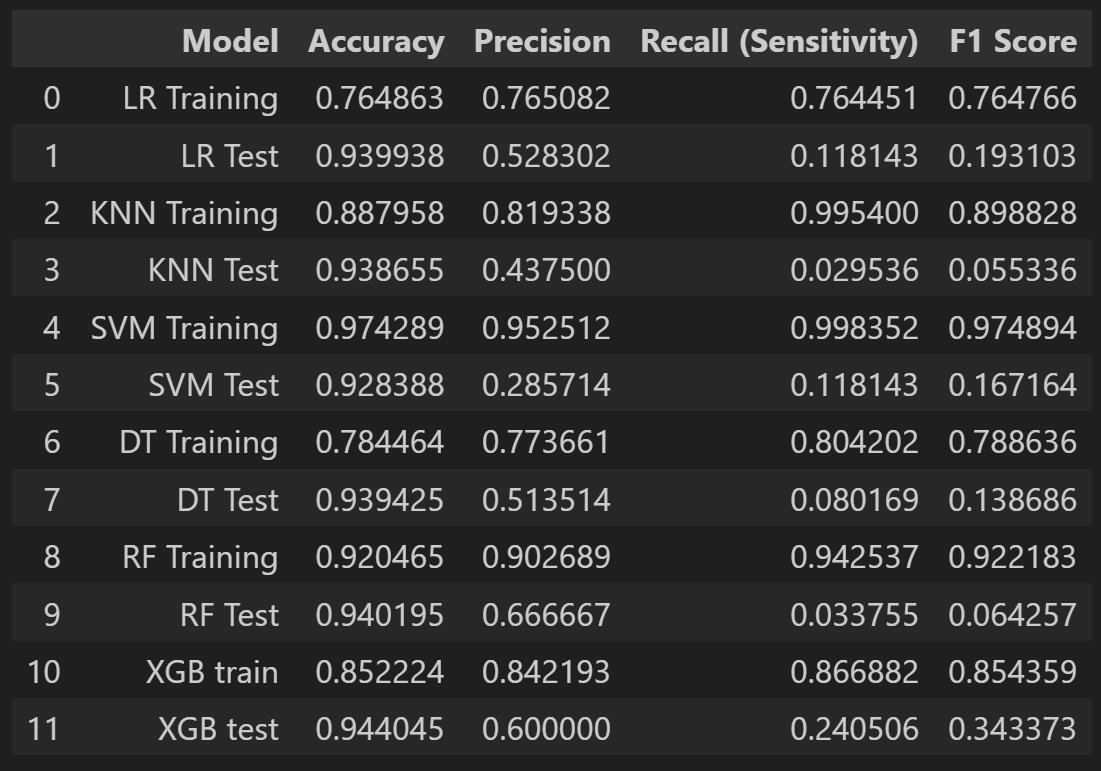 Model Accuracy Precision Recall (Sensitivity) F1 Score
0 LR Training 0.764863 0.765082 0.764451 0.764766
1 LR Test 0.939938 0.528302 0.118143 0.193103
2 KNN Training 0.887958 0.819338 0.995400 0.898828
3 KNN Test 0.938655 0.437500 0.029536 0.055336
4 SVM Training 0.974289 0.952512 0.998352 0.974894
5 SVM Test 0.928388 0.285714 0.118143 0.167164
6 DT Training 0.784464 0.773661 0.804202 0.788636
7 DT Test 0.939425 0.513514 0.080169 0.138686
8 RF Training 0.920465 0.902689 0.942537 0.922183
9 RF Test 0.940195 0.666667 0.033755 0.064257
10 XGB train 0.852224 0.842193 0.866882 0.854359
11 XGB test 0.944045 0.600000 0.240506 0.343373